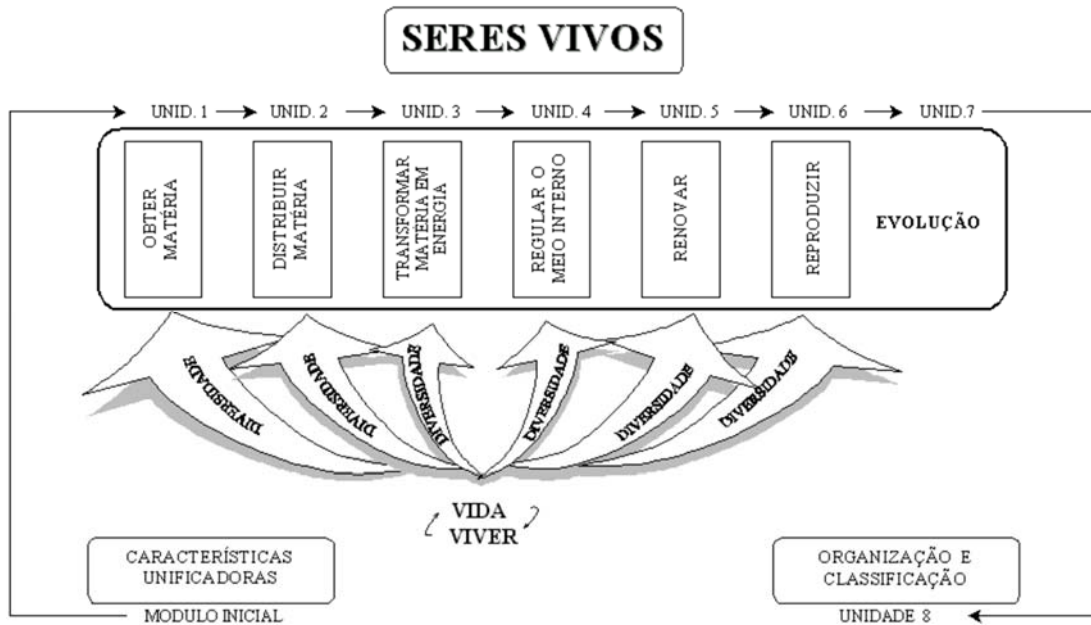 SERES VIVOS
UNID. 1
UNID. 2
UNID. 3
UNID. 4
UNID. 5
UNID. 6
UNID.7
OBTER
MATÉRIA
DISTRIBUIR
MATÉRIA
TRANSFORMAR
MATÉRIA EM
ENERGIA
REGULAR O
MEIO INTERNO
RENOVAR
REPRODUZIR
EVOLUÇÃO
DIVERSIDADE
DIVERSIDADE
DIVERSIDADE
DIVERSIDADE
DIVERSIDADE
DIVERSIDADE
VIDA
VIVER
CARACTERÍSTICAS
UNIFICADORAS
MODULO INICIAL
ORGANIZAÇÃO E
CLASSIFICAÇÃO
UNIDADE 8